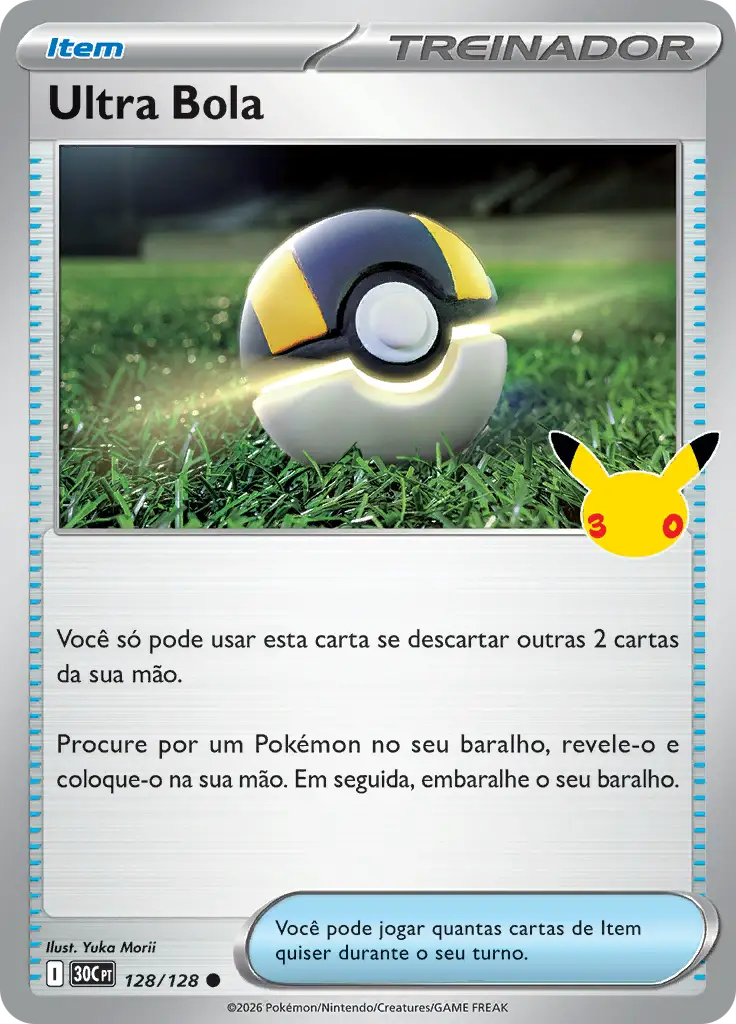 Item
TREINADOR
Ultra Bola
3 0
Você só pode usar esta carta se descartar outras 2 cartas
da sua mão.
Procure por um Pokémon no seu baralho, revele-o e
coloque-o na sua mão. Em seguida, embaralhe o seu baralho.
Você pode jogar quantas cartas de Item
quiser durante o seu turno.
Ilust. Yuka Morii
I 30C PT 128/128
©2026 Pokémon/Nintendo/Creatures/GAME FREAK